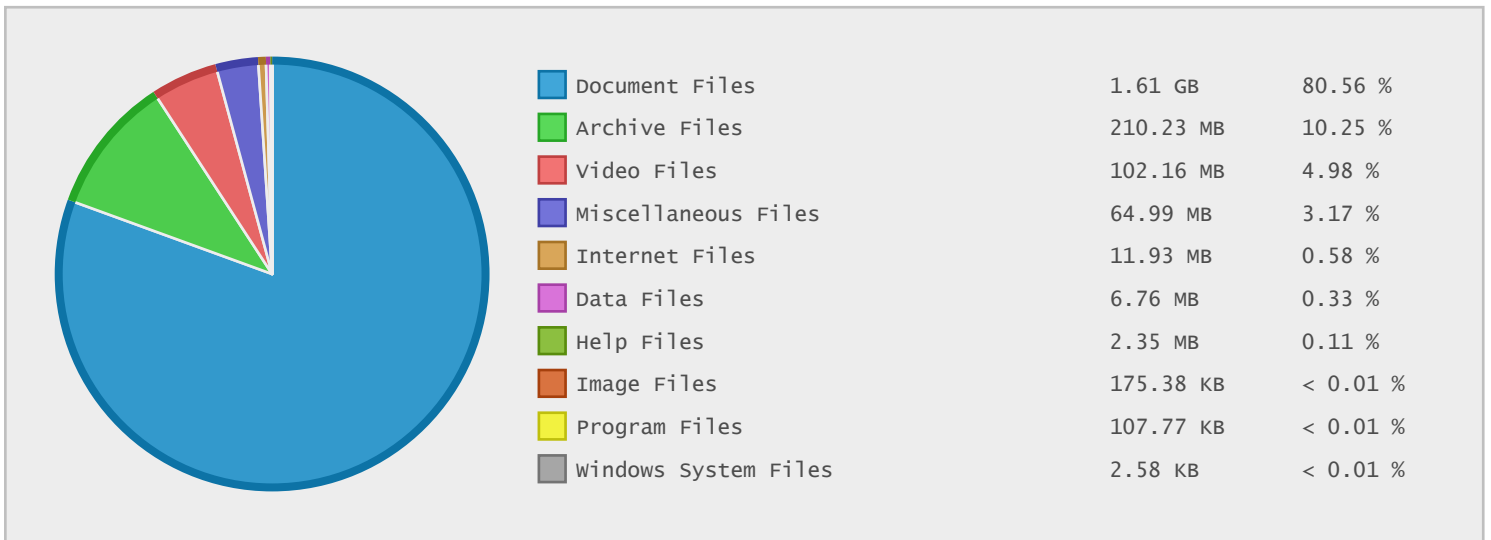 Document Files 1.61 GB 80.56 %
Archive Files 210.23 MB 10.25 %
Video Files 102.16 MB 4.98 %
Miscellaneous Files 64.99 MB 3.17 %
Internet Files 11.93 MB 0.58 %
Data Files 6.76 MB 0.33 %
Help Files 2.35 MB 0.11 %
Image Files 175.38 KB < 0.01 %
Program Files 107.77 KB < 0.01 %
Windows System Files 2.58 KB < 0.01 %